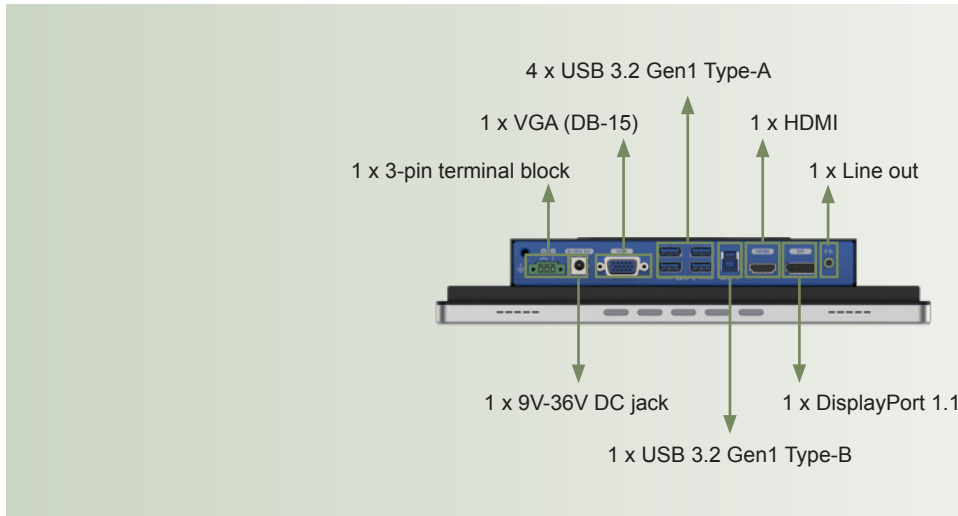 4 x USB 3.2 Gen1 Type-A
1 x VGA (DB-15)
1 x HDMI
1 x 3-pin terminal block
1 x Line out
1 x 9V-36V DC jack
1 x DisplayPort 1.1
1 x USB 3.2 Gen1 Type-B